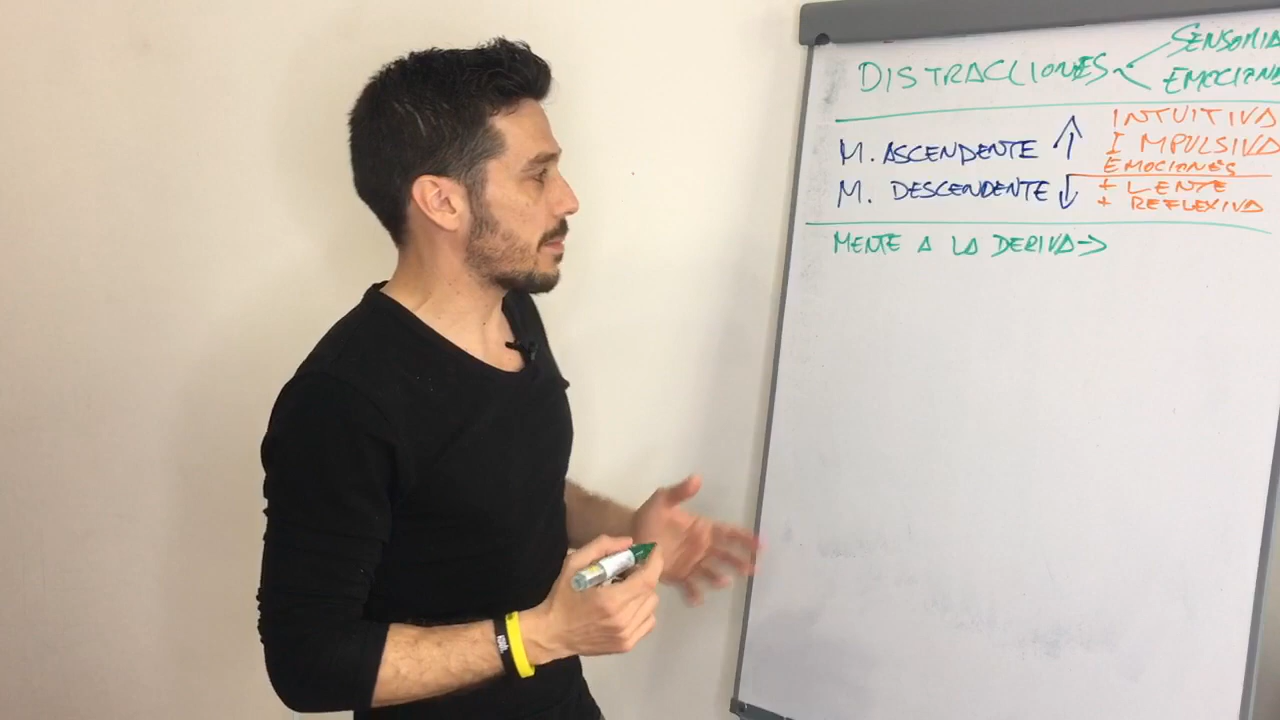 DISTRACCIONES < SENSORIA
EMOCIONA
M. ASCENDENTE ↑ INTUITIVA
IMPULSIVA
EMOCIONES
M. DESCENDENTE ↓ + LENTE
+ REFLEXIVA
MENTE A LA DERIVA →